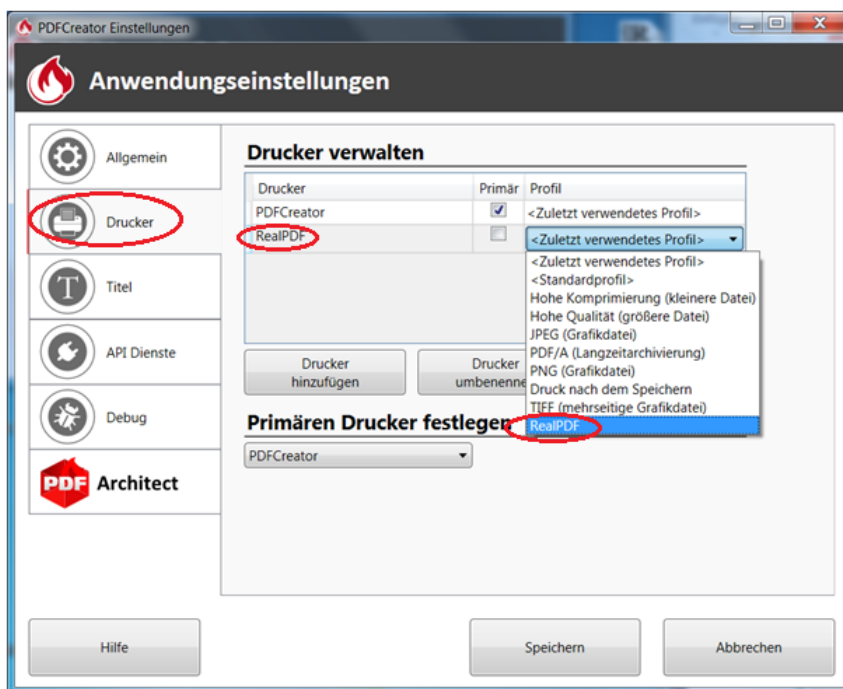 PDFCreator Einstellungen
Anwendungseinstellungen
Allgemein
Drucker
Titel
API Dienste
Debug
PDF Architect
Drucker verwalten
Drucker Primär Profil
PDFCreator <Zuletzt verwendetes Profil>
RealPDF <Zuletzt verwendetes Profil>
<Zuletzt verwendetes Profil>
<Standardprofil>
Hohe Komprimierung (kleinere Datei)
Hohe Qualität (größere Datei)
JPEG (Grafikdatei)
PDF/A (Langzeitarchivierung)
PNG (Grafikdatei)
Druck nach dem Speichern
TIFF (mehrseitige Grafikdatei)
RealPDF
Drucker
hinzufügen
Drucker
umbenenne
Primären Drucker festlegen
PDFCreator
Hilfe
Speichern
Abbrechen